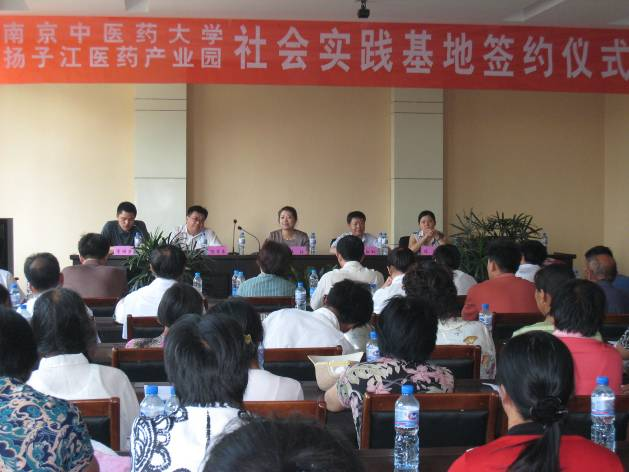 南京中医药大学
扬子江医药产业园
社会实践基地签约仪式